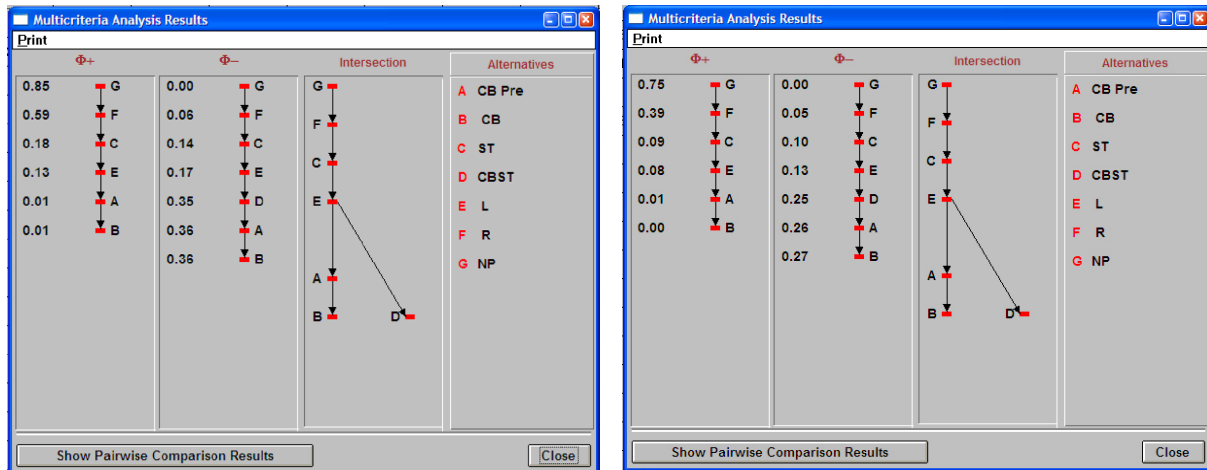 Multicriteria Analysis Results
Print
Φ+ Φ− Intersection Alternatives
0.85 G 0.00 G G A CB Pre
0.59 F 0.06 F F B CB
0.18 C 0.14 C C C ST
0.13 E 0.17 E E D CBST
0.01 A 0.35 D E L
0.01 B 0.36 A F R
0.36 B A G NP
B D
Show Pairwise Comparison Results Close
Multicriteria Analysis Results
Print
Φ+ Φ− Intersection Alternatives
0.75 G 0.00 G G A CB Pre
0.39 F 0.05 F F B CB
0.09 C 0.10 C C C ST
0.08 E 0.13 E E D CBST
0.01 A 0.25 D E L
0.00 B 0.26 A F R
0.27 B A G NP
B D
Show Pairwise Comparison Results Close